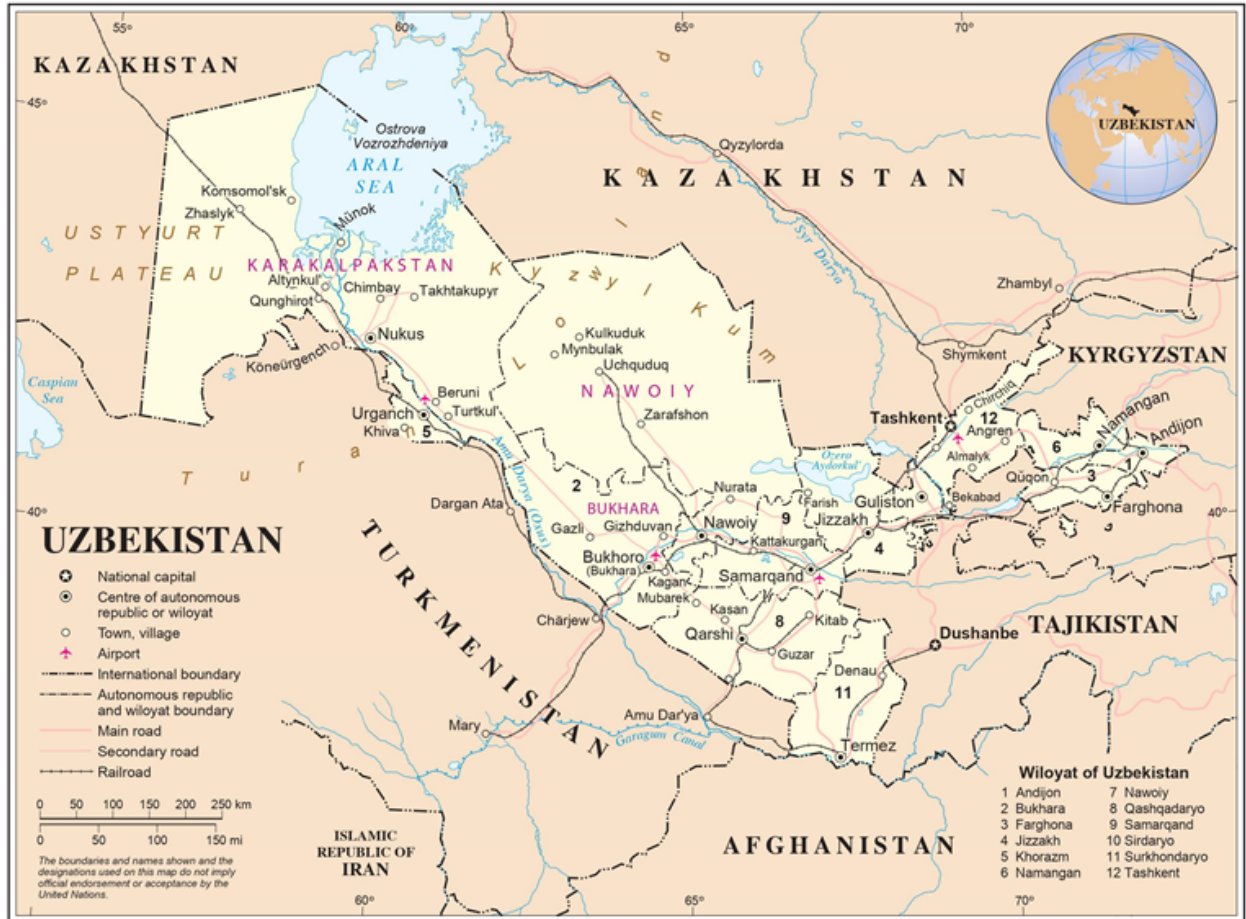 55°
60°
65°
70°
KAZAKHSTAN
45°
45°
Ostrova
Vozrozhdeniya
ARAL
SEA
UZBEKISTAN
Qyzylorda
KAZAKHSTAN
Komsomol'sk
Zhaslyk
Mŭnok
USTYURT
PLATEAU
Syr Darya
KARAKALPAKSTAN
Kyzyl Kum
Zhambyl
Altynkul'
Chimbay
Takhtakupyr
Qunghirot
Nukus
Kulkuduk
Mynbulak
Shymkent
KYRGYZSTAN
Köneürgench
Uchquduq
Caspian
Sea
NAWOIY
Beruni
Chirchiq
Urganch
Turtkul'
Zarafshon
Tashkent
12
Namangan
Angren
Andijon
Khiva
5
6
Turan
Lowland
Amu Darya (Oxus)
Ozero
Aydorkul'
Almalyk
1
Qŭqon
3
2
Nurata
Farish
Guliston
Bekabad
Dargan Ata
BUKHARA
9
Farghona
40°
40°
Gazli
Gizhduvan
Nawoiy
Jizzakh
UZBEKISTAN
Kattakurgan
4
Bukhoro
(Bukhara)
Kagan
Samarqand
National capital
Centre of autonomous
republic or wiloyat
Town, village
Airport
International boundary
Autonomous republic
and wiloyat boundary
Main road
Secondary road
Railroad
TURKMENISTAN
Mubarek
Kasan
Chärjew
8
Kitab
Qarshi
Dushanbe
TAJIKISTAN
Guzar
Denau
11
Amu Dar'ya
Mary
Garagum Canal
Termez
0 50 100 150 200 250 km
0 50 100 150 mi
The boundaries and names shown and the
designations used on this map do not imply
official endorsement or acceptance by the
United Nations.
ISLAMIC
REPUBLIC OF
IRAN
AFGHANISTAN
Wiloyat of Uzbekistan
1 Andijon
2 Bukhara
3 Farghona
4 Jizzakh
5 Khorazm
6 Namangan
7 Nawoiy
8 Qashqadaryo
9 Samarqand
10 Sirdaryo
11 Surkhondaryo
12 Tashkent
60°
65°
70°